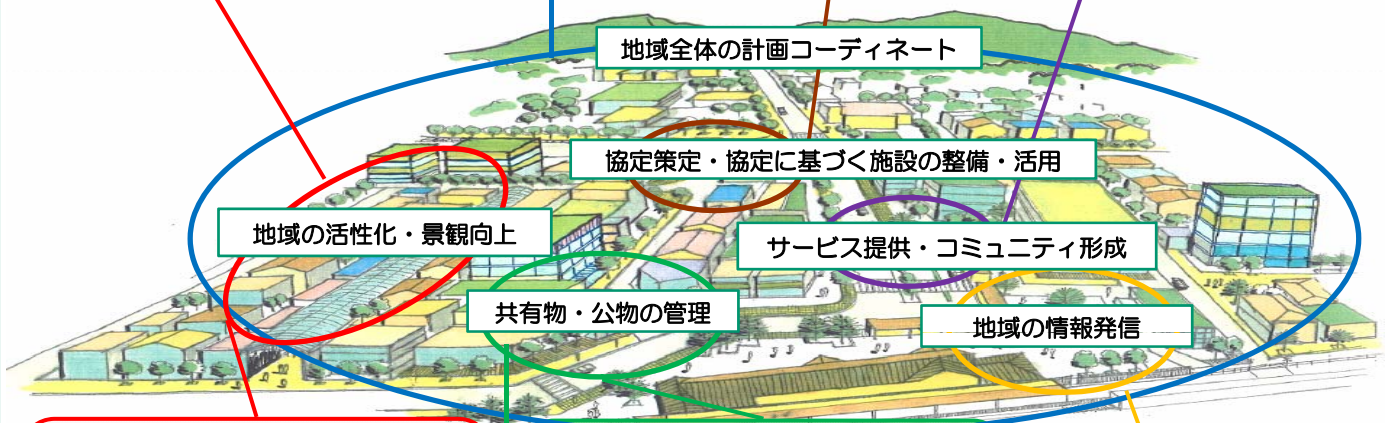 地域全体の計画コーディネート
協定策定・協定に基づく施設の整備・活用
地域の活性化・景観向上
サービス提供・コミュニティ形成
共有物・公物の管理
地域の情報発信